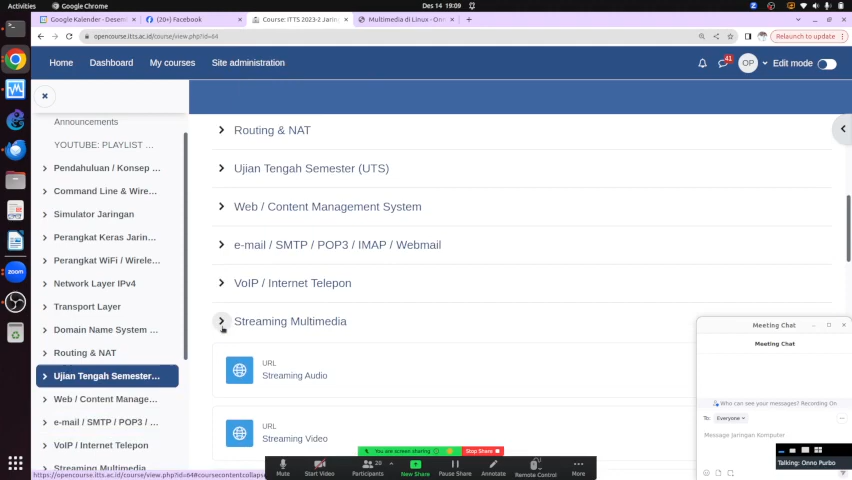 Activities
Google Chrome
Des 14 19:09
Google Kalender - Desem
(20+) Facebook
Course: ITTS 2023-2 Jarin
Multimedia di Linux - Onn
opencourse.itts.ac.id/course/view.php?id=64
Relaunch to update
Home
Dashboard
My courses
Site administration
41
OP
Edit mode
Announcements
YOUTUBE: PLAYLIST ...
Pendahuluan / Konsep ...
Command Line & Wire...
Simulator Jaringan
Perangkat Keras Jarin...
Perangkat WiFi / Wirele...
Network Layer IPv4
Transport Layer
Domain Name System ...
Routing & NAT
Ujian Tengah Semester...
Web / Content Manage...
e-mail / SMTP / POP3 / ...
VoIP / Internet Telepon
Streaming Multimedia
Routing & NAT
Ujian Tengah Semester (UTS)
Web / Content Management System
e-mail / SMTP / POP3 / IMAP / Webmail
VoIP / Internet Telepon
Streaming Multimedia
URL
Streaming Audio
URL
Streaming Video
https://opencourse.itts.ac.id/course/view.php?id=64#coursecontentcollaps
Meeting Chat
Meeting Chat
Who can see your messages? Recording On
To: Everyone
Message jaringan Komputer
Talking: Onno Purbo
You are screen sharing
Stop Share
Mute
Start Video
Participants
20
New Share
Pause Share
Annotate
Remote Control
More
zoom